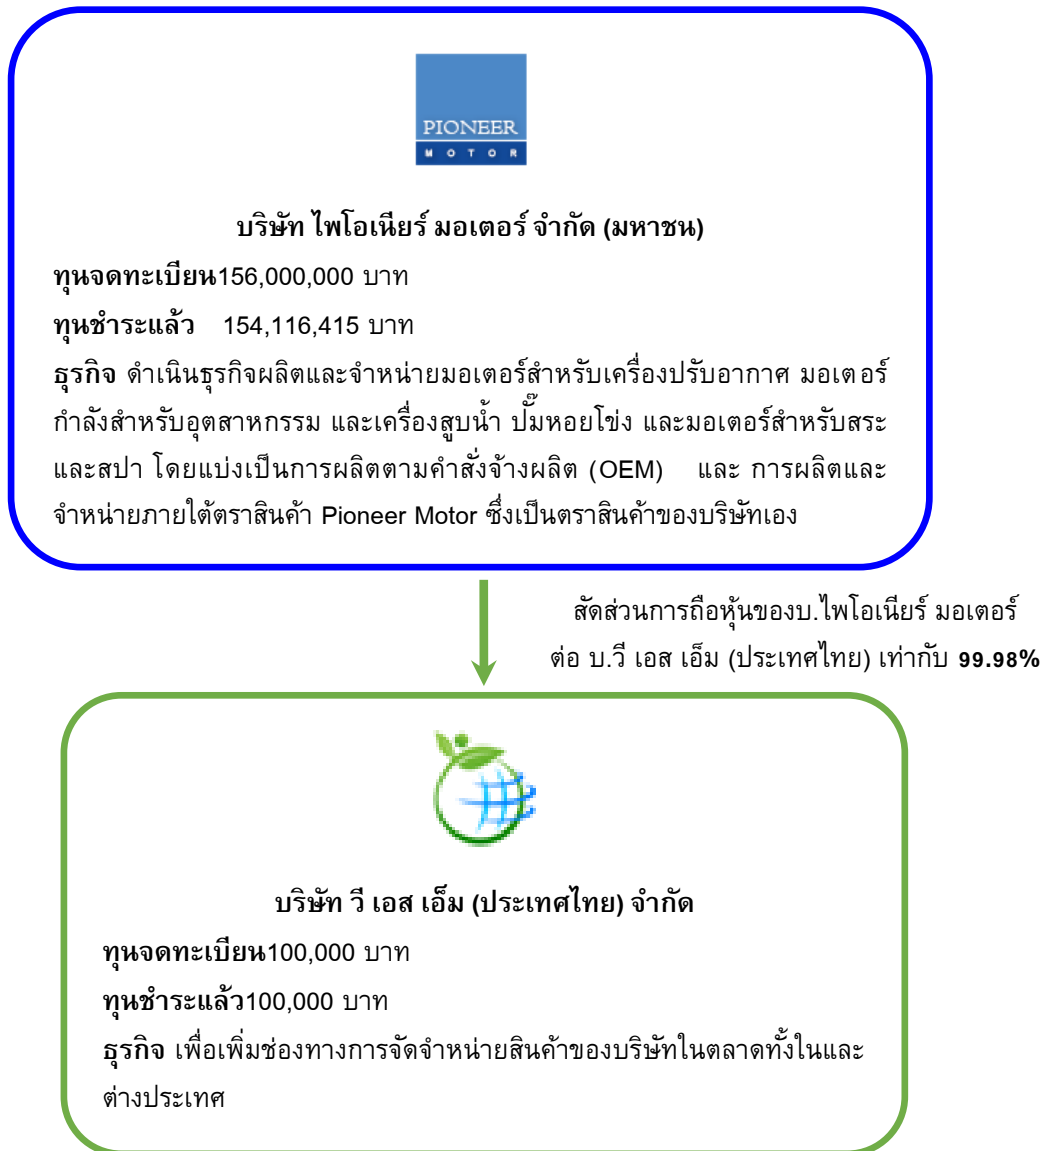 PIONEER
MOTOR
บริษัท ไพโอเนียร์ มอเตอร์ จำกัด (มหาชน)
ทุนจดทะเบียน156,000,000 บาท
ทุนชำระแล้ว 154,116,415 บาท
ธุรกิจ ดำเนินธุรกิจผลิตและจำหน่ายมอเตอร์สำหรับเครื่องปรับอากาศ มอเตอร์
กำลังสำหรับอุตสาหกรรม และเครื่องสูบน้ำ ปั๊มหอยโข่ง และมอเตอร์สำหรับสระ
และสปา โดยแบ่งเป็นการผลิตตามคำสั่งจ้างผลิต (OEM) และ การผลิตและ
จำหน่ายภายใต้ตราสินค้า Pioneer Motor ซึ่งเป็นตราสินค้าของบริษัทเอง
สัดส่วนการถือหุ้นของบ.ไพโอเนียร์ มอเตอร์
ต่อ บ.วี เอส เอ็ม (ประเทศไทย) เท่ากับ 99.98%
บริษัท วี เอส เอ็ม (ประเทศไทย) จำกัด
ทุนจดทะเบียน100,000 บาท
ทุนชำระแล้ว100,000 บาท
ธุรกิจ เพื่อเพิ่มช่องทางการจัดจำหน่ายสินค้าของบริษัทในตลาดทั้งในและ
ต่างประเทศ